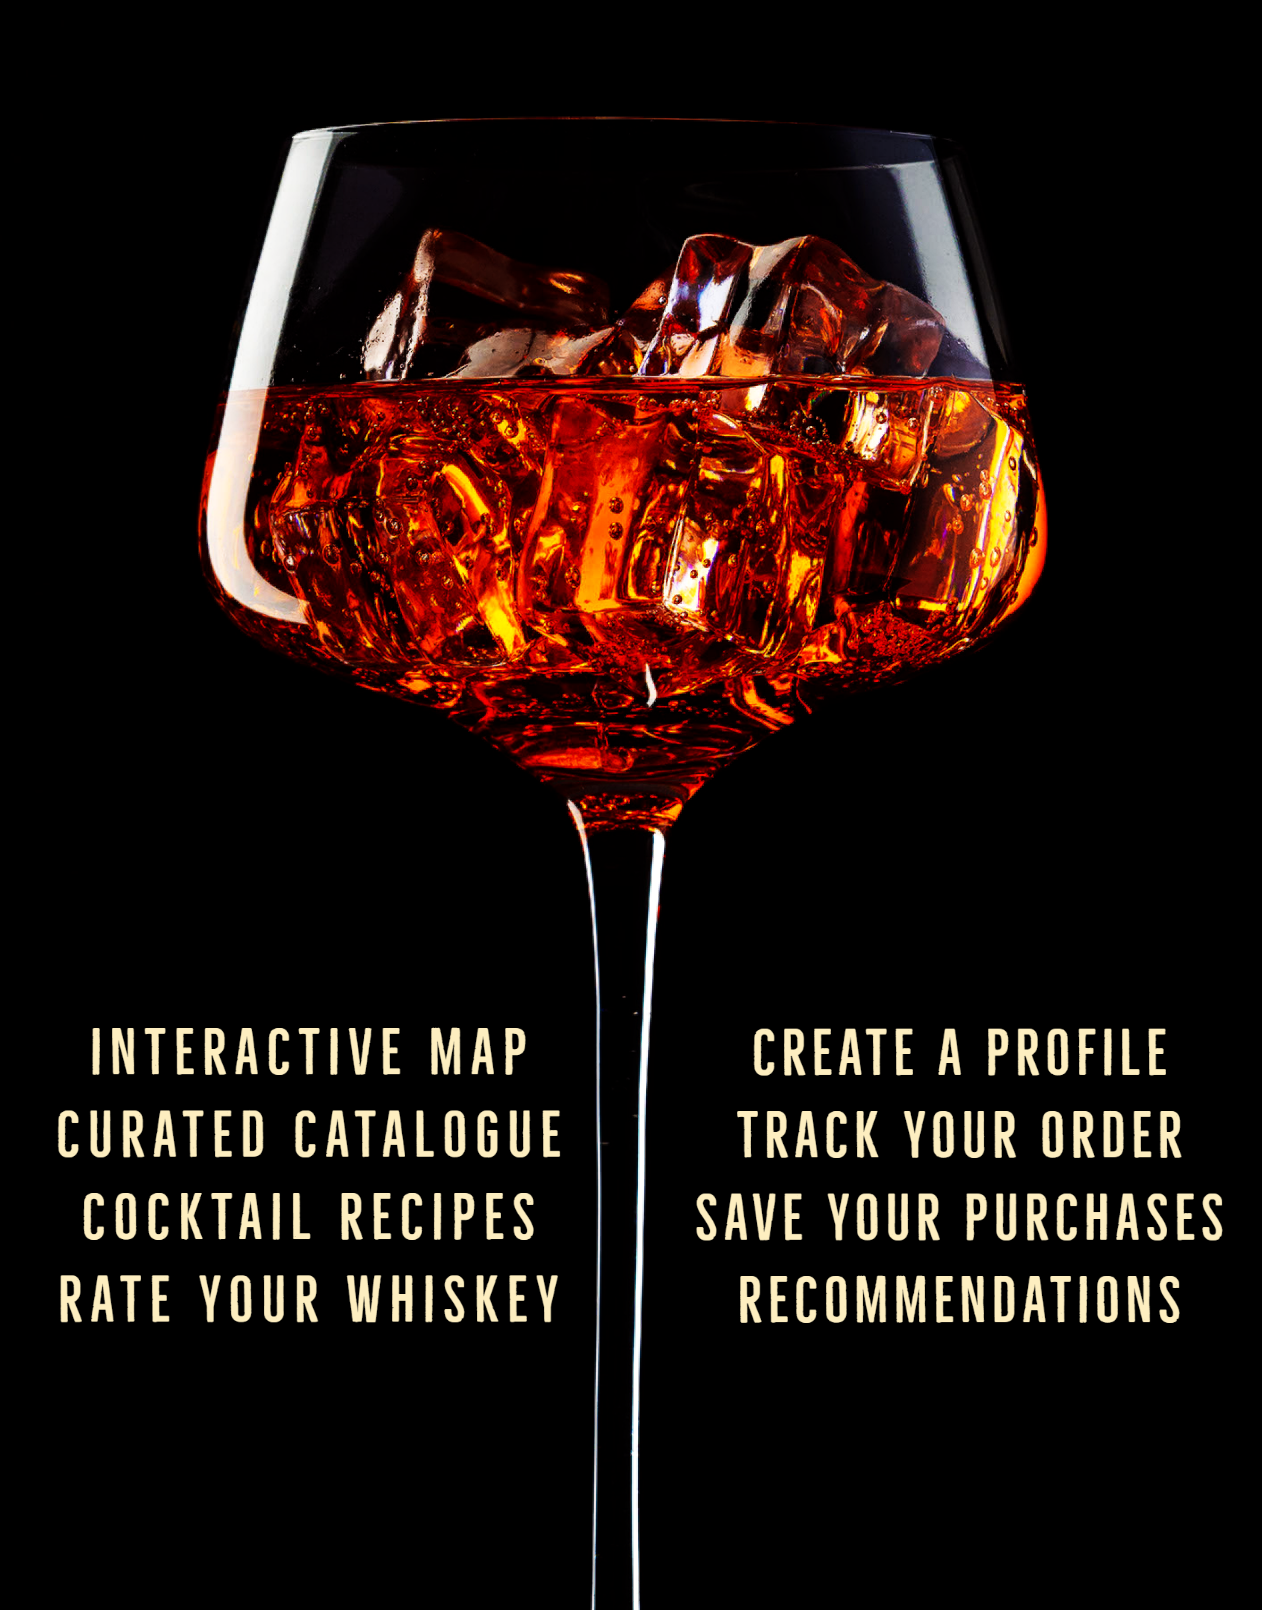 INTERACTIVE MAP
CURATED CATALOGUE
COCKTAIL RECIPES
RATE YOUR WHISKEY
CREATE A PROFILE
TRACK YOUR ORDER
SAVE YOUR PURCHASES
RECOMMENDATIONS